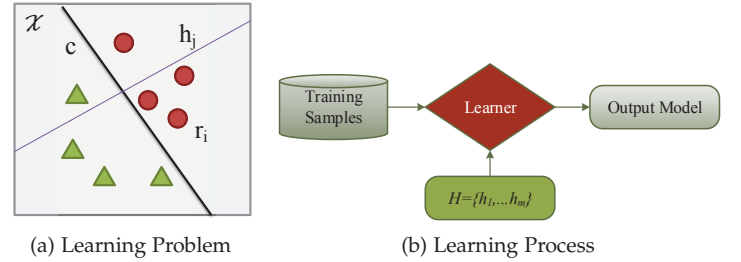 𝒳
c
h_j
r_i
(a) Learning Problem
Training
Samples
Learner
Output Model
H={h_1,...h_m}
(b) Learning Process